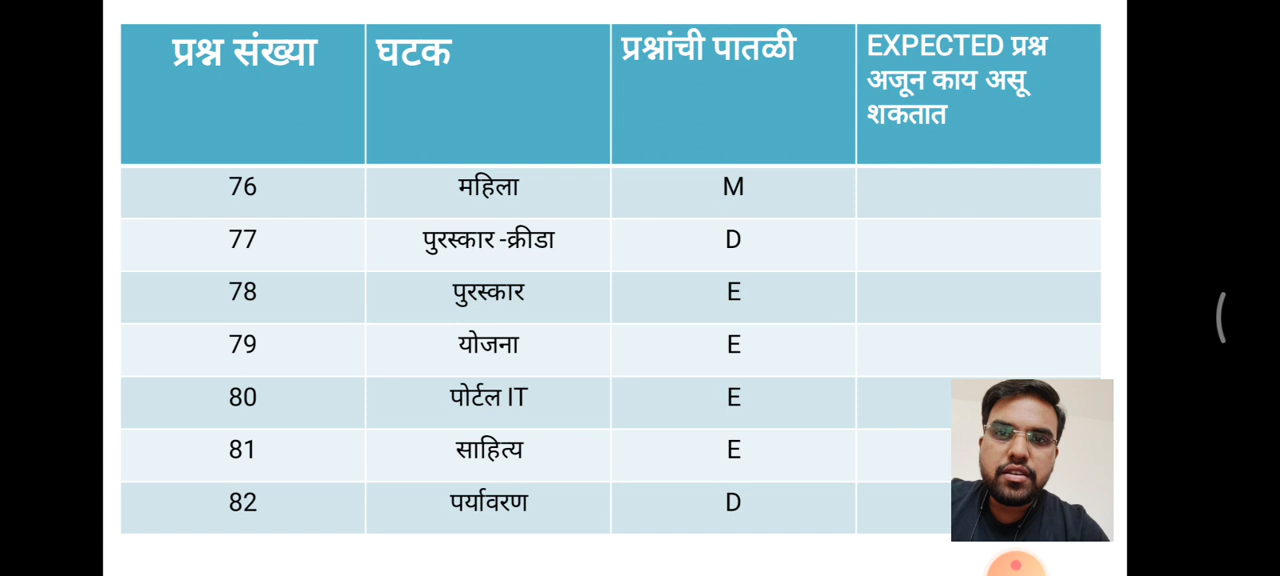 प्रश्न संख्या घटक प्रश्नांची पातळी EXPECTED प्रश्न
अजून काय असू
शकतात
76 महिला M
77 पुरस्कार -क्रीडा D
78 पुरस्कार E
79 योजना E
80 पोर्टल IT E
81 साहित्य E
82 पर्यावरण D